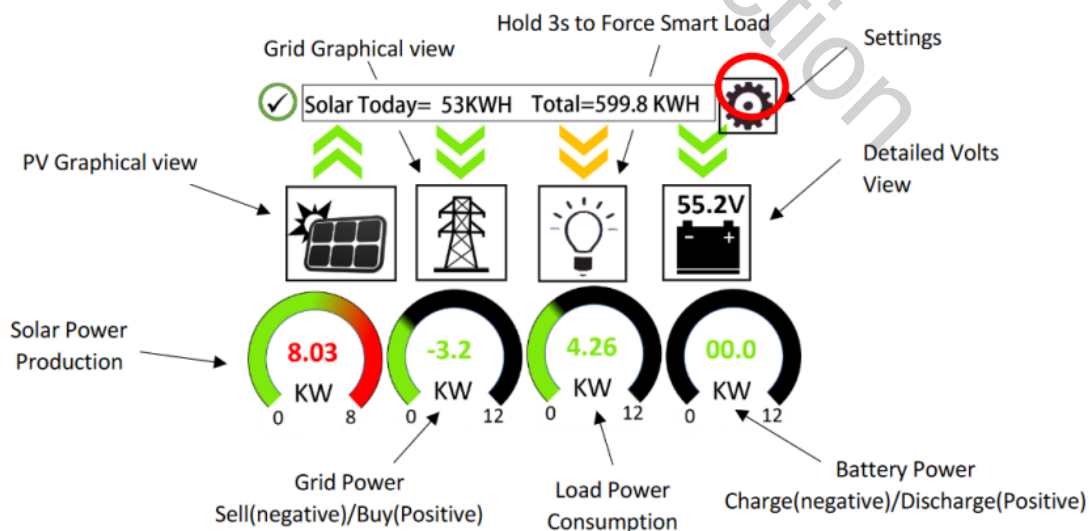 Hold 3s to Force Smart Load
Settings
Grid Graphical view
Solar Today= 53KWH Total=599.8 KWH
PV Graphical view
Detailed Volts
View
55.2V
- +
Solar Power
Production
8.03
KW
0 8
-3.2
KW
0 12
4.26
KW
0 12
00.0
KW
0 12
Grid Power
Sell(negative)/Buy(Positive)
Load Power
Consumption
Battery Power
Charge(negative)/Discharge(Positive)